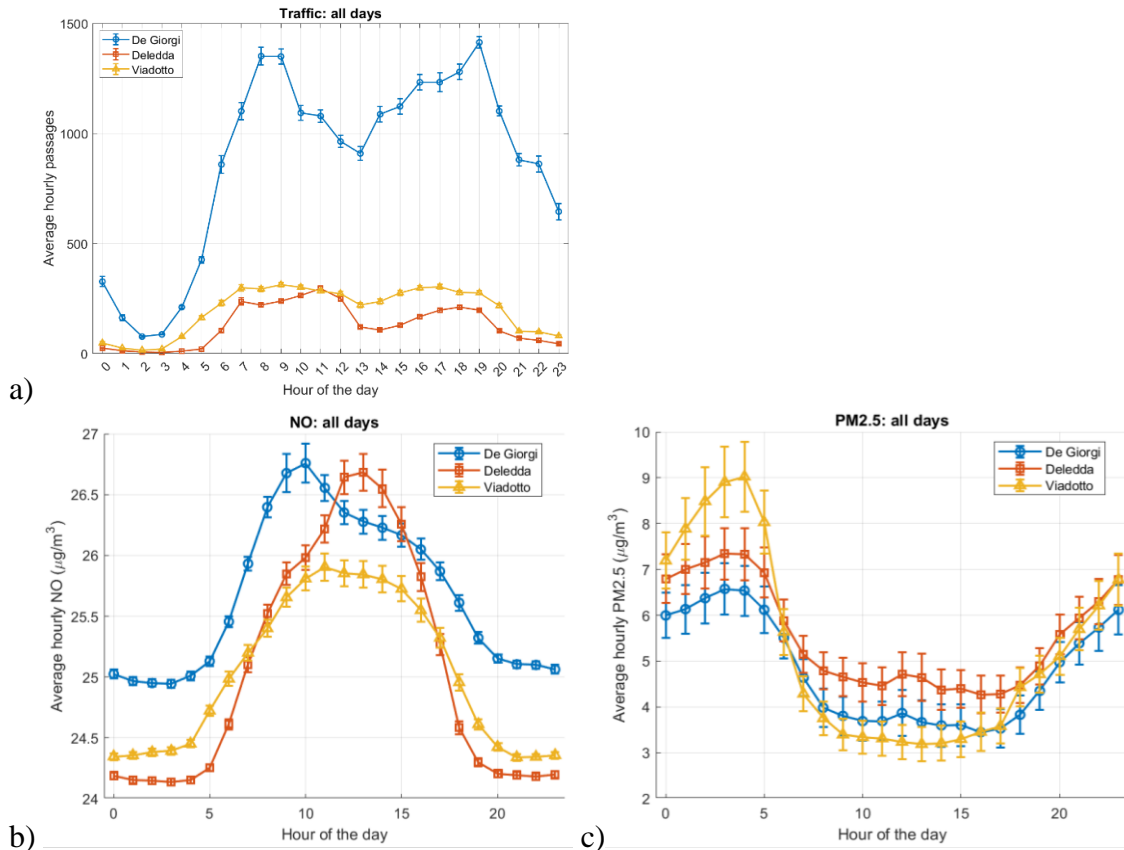 Traffic: all days
De Giorgi
Deledda
Viadotto
Average hourly passages
1500
1000
500
0
0 1 2 3 4 5 6 7 8 9 10 11 12 13 14 15 16 17 18 19 20 21 22 23
Hour of the day
a)
NO: all days
De Giorgi
Deledda
Viadotto
Average hourly NO (μg/m³)
27
26.5
26
25.5
25
24.5
24
0 5 10 15 20
Hour of the day
b)
PM2.5: all days
De Giorgi
Deledda
Viadotto
Average hourly PM2.5 (μg/m³)
10
9
8
7
6
5
4
3
2
0 5 10 15 20
Hour of the day
c)